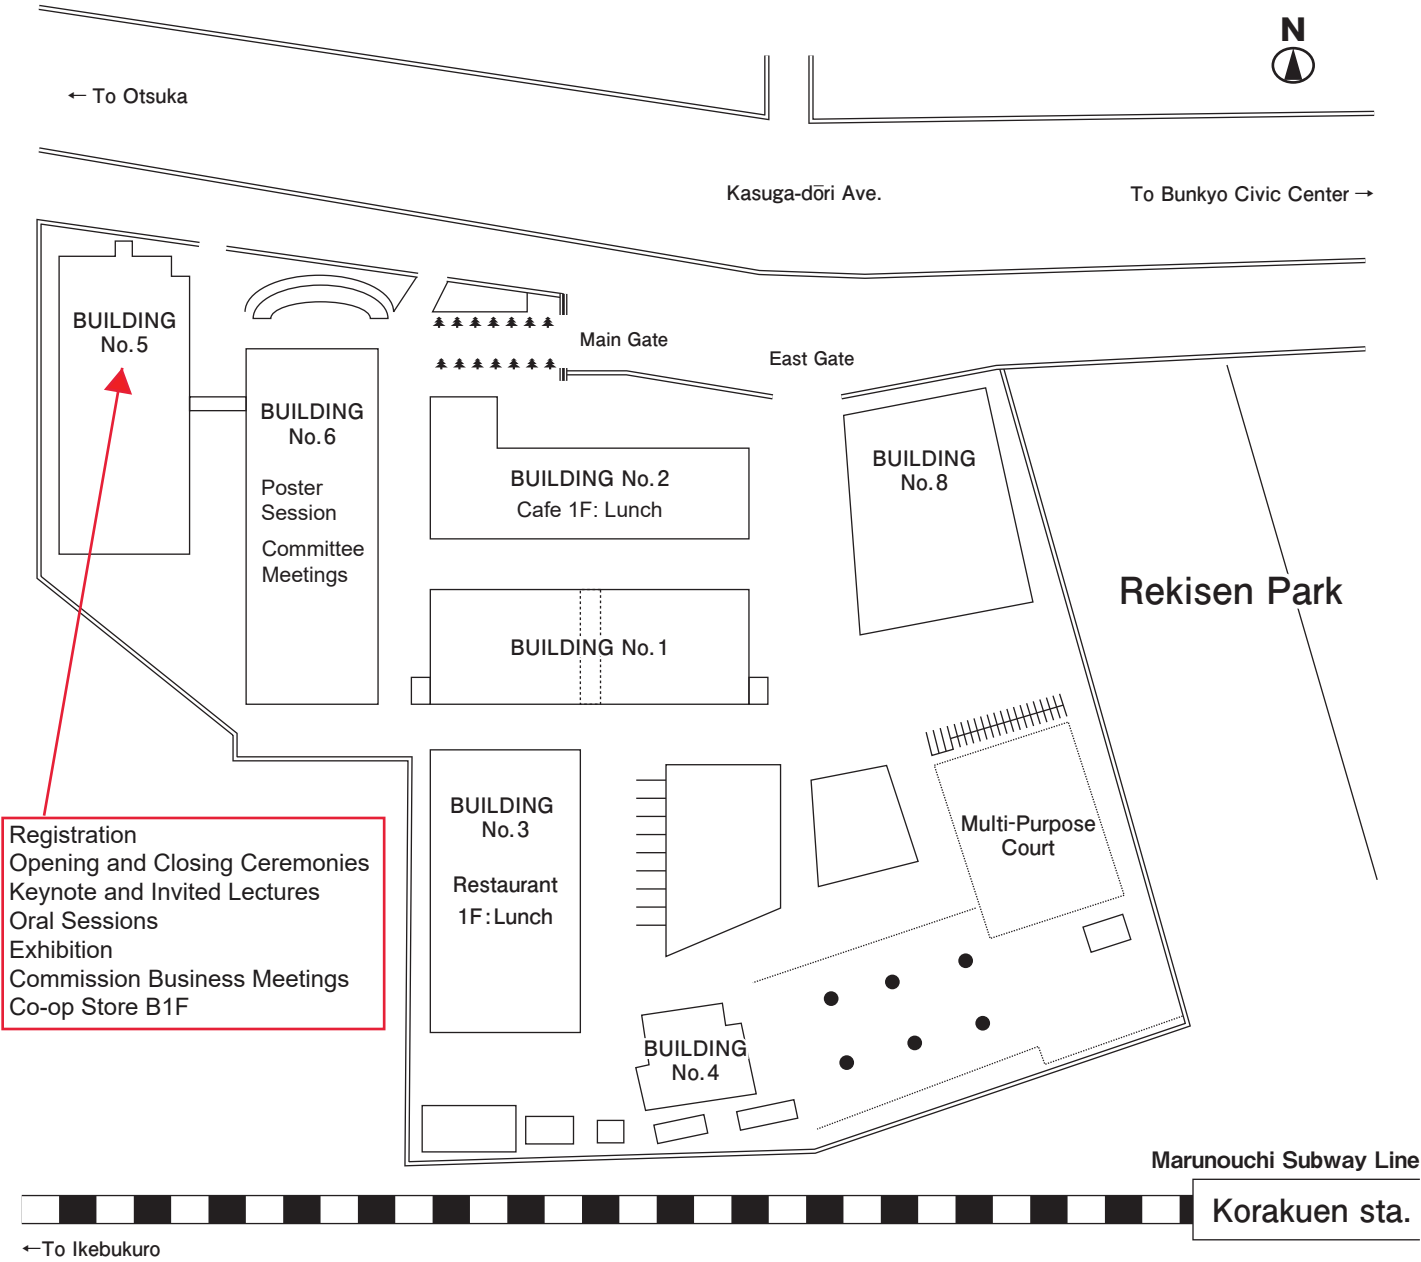 N
← To Otsuka
Kasuga-dōri Ave.
To Bunkyo Civic Center →
BUILDING
No.5
Main Gate
East Gate
BUILDING
No.6
Poster
Session
Committee
Meetings
BUILDING No.2
Cafe 1F: Lunch
BUILDING
No.8
Rekisen Park
BUILDING No.1
BUILDING
No.3
Restaurant
1F:Lunch
Multi-Purpose
Court
Registration
Opening and Closing Ceremonies
Keynote and Invited Lectures
Oral Sessions
Exhibition
Commission Business Meetings
Co-op Store B1F
BUILDING
No.4
Marunouchi Subway Line
Korakuen sta.
←To Ikebukuro